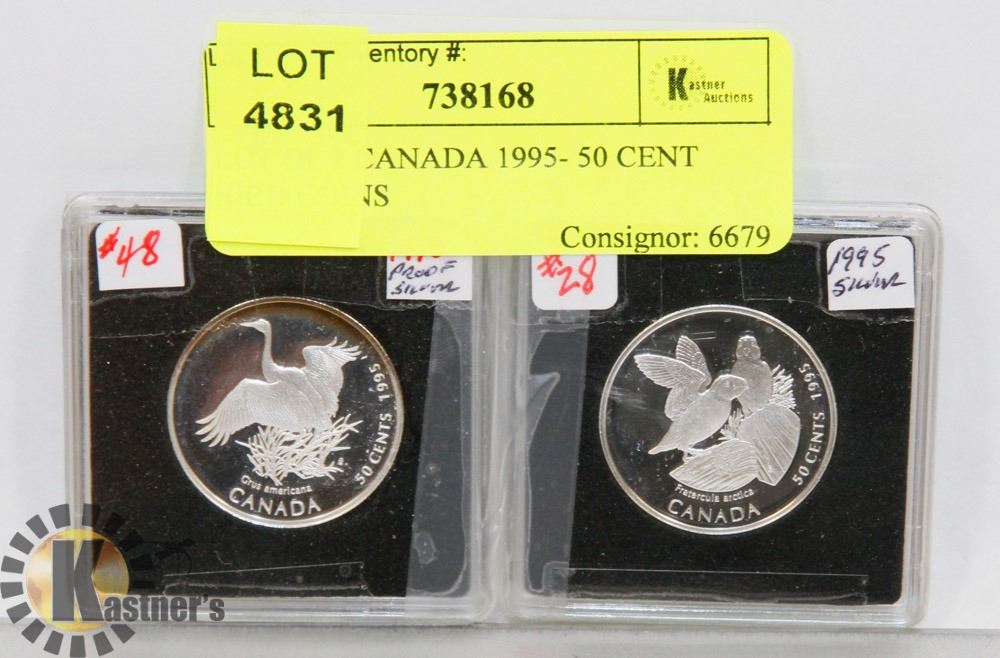 LOT
4831
entory #:
738168
Kastner
Auctions
CANADA 1995- 50 CENT
NS
Consignor: 6679
#48
PROOF
SILVER
#28
1995
SILVER
50 CENTS 1995
Grus americana
CANADA
50 CENTS 1995
Fratercula arctica
CANADA
Kastner's